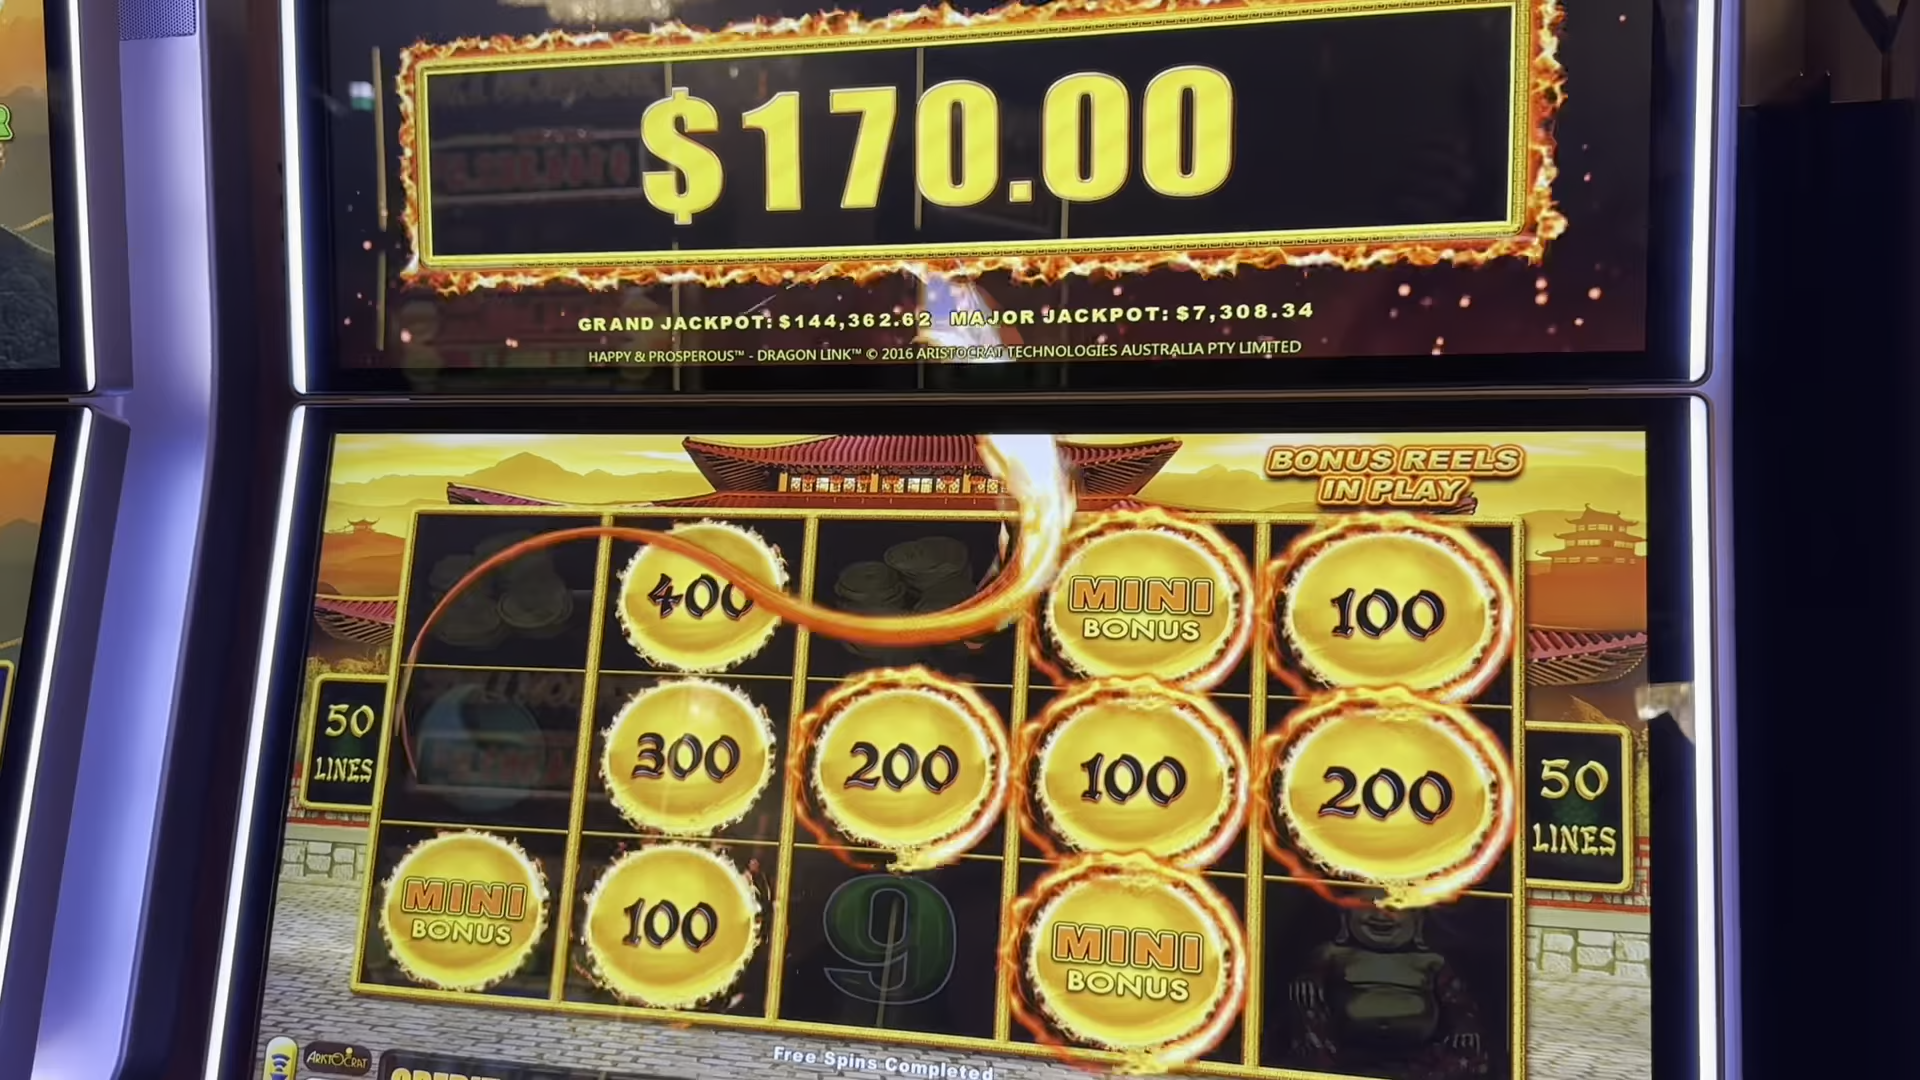 $170.00
GRAND JACKPOT: $144,362.62 MAJOR JACKPOT: $7,308.34
HAPPY & PROSPEROUS™ - DRAGON LINK™ © 2016 ARISTOCRAT TECHNOLOGIES AUSTRALIA PTY LIMITED
BONUS REELS
IN PLAY
400
MINI
BONUS
100
50
LINES
300
200
100
200
50
LINES
MINI
BONUS
100
9
MINI
BONUS
Free Spins Completed
ARISTOCRAT